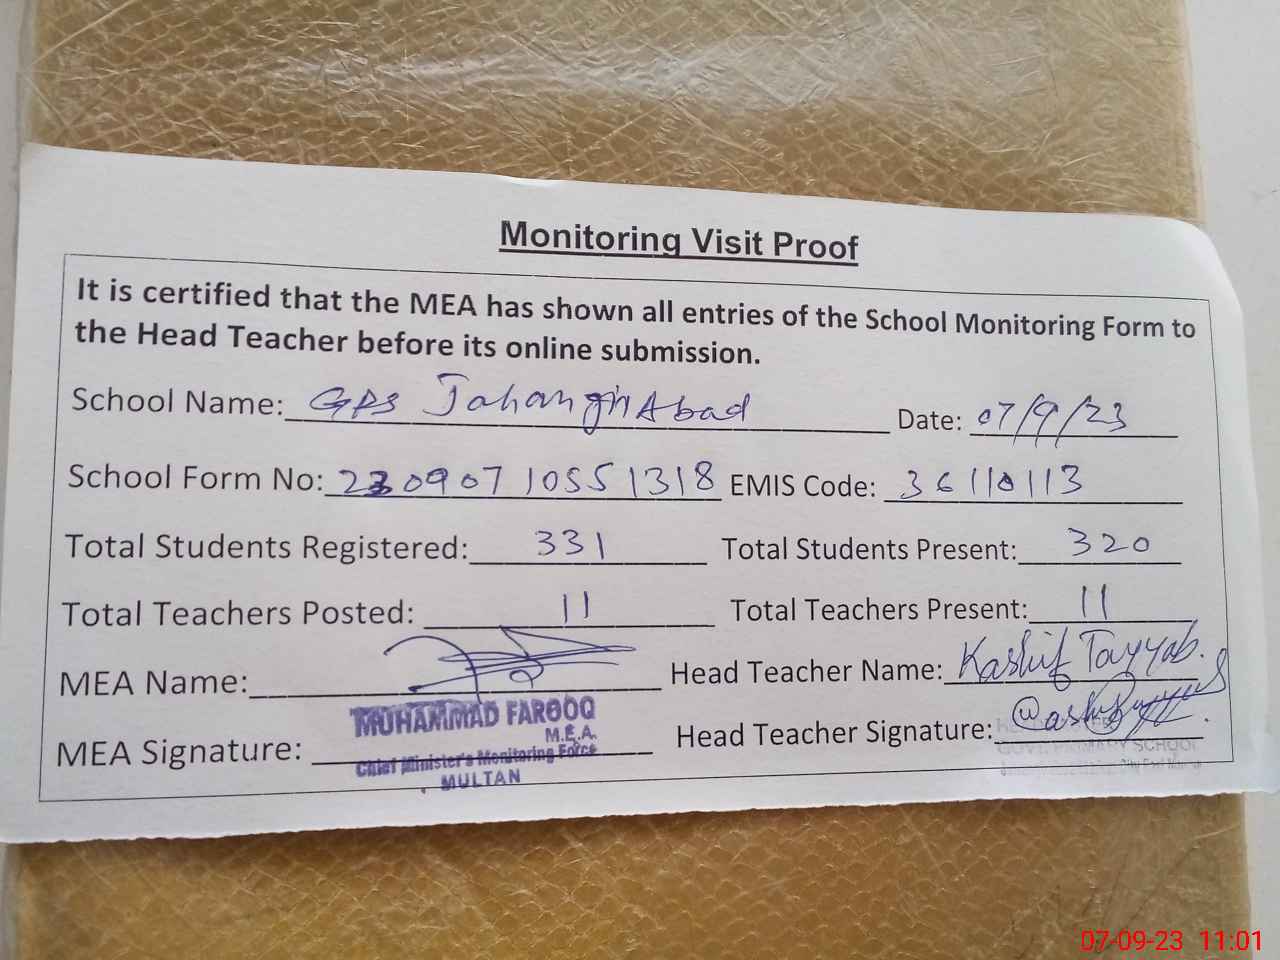 Monitoring Visit Proof
It is certified that the MEA has shown all entries of the School Monitoring Form to
the Head Teacher before its online submission.
School Name: GPS JahangirAbad Date: 07/9/23
School Form No: 230907 10551318 EMIS Code: 36110113
Total Students Registered: 331 Total Students Present: 320
Total Teachers Posted: 11 Total Teachers Present: 11
MEA Name: Head Teacher Name: Kashif Tayyab.
MUHAMMAD FAROOQ
M.E.A.
MEA Signature: Head Teacher Signature:
Chief Minister's Monitoring Force
MULTAN
GOVT. PRIMARY SCHOOL
07-09-23 11:01